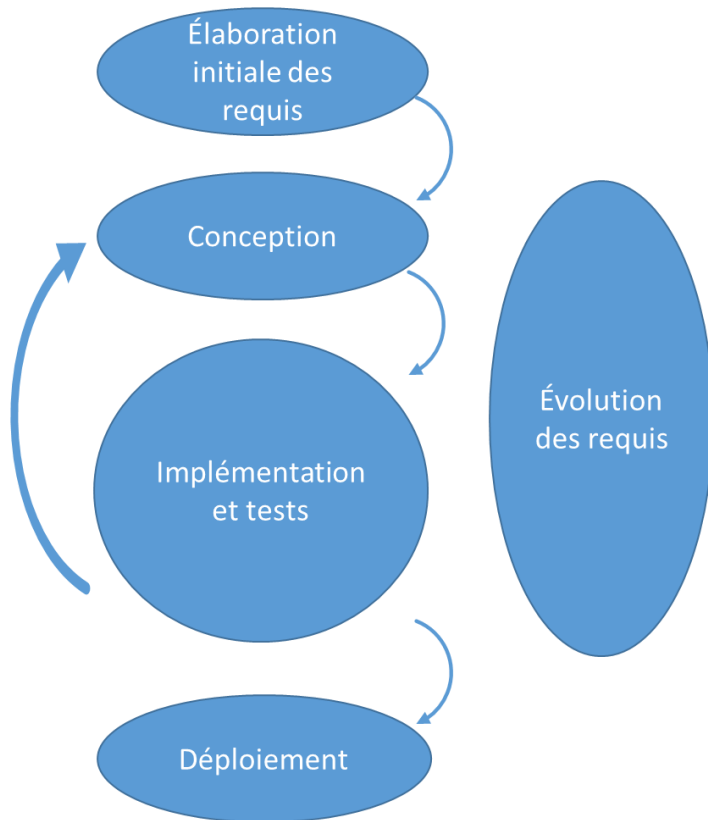 Élaboration
initiale des
requis
Conception
Implémentation
et tests
Évolution
des requis
Déploiement